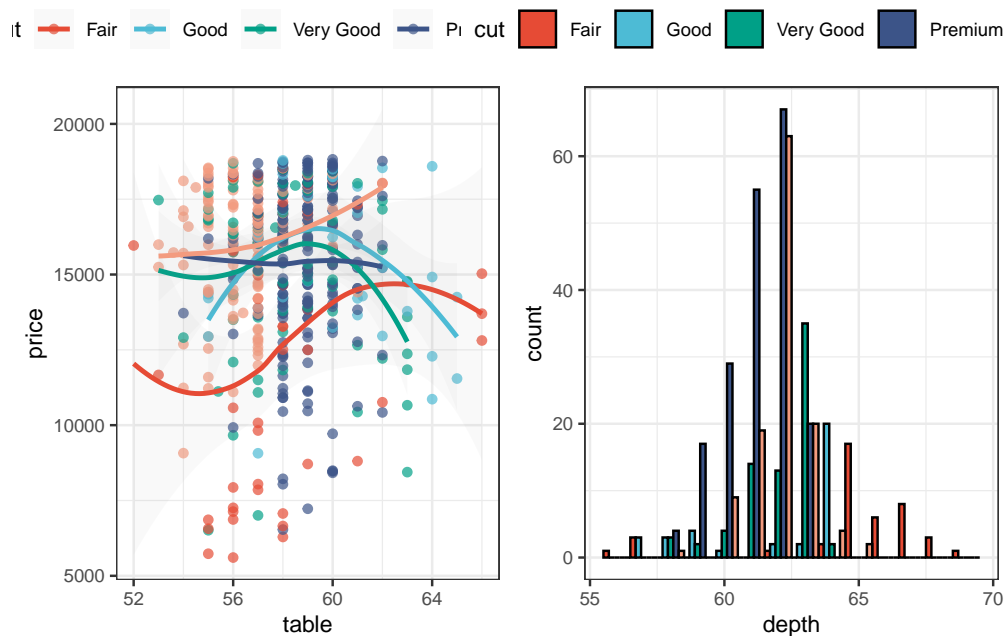 cut Fair Good Very Good Premium
20000
15000
10000
5000
price
52 56 60 64
table
Fair Good Very Good
60
40
20
0
count
55 60 65 70
depth